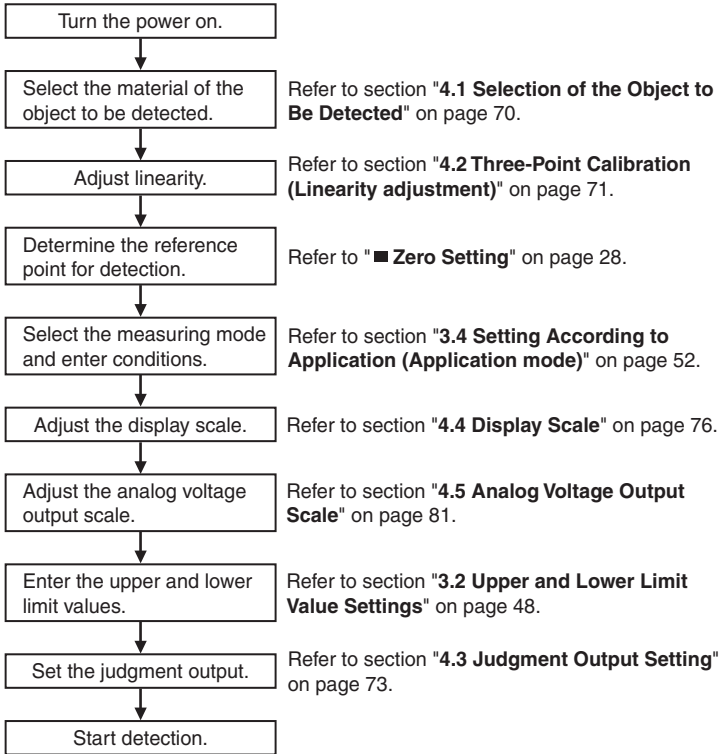 Turn the power on.
Select the material of the
object to be detected.
Refer to section "4.1 Selection of the Object to
Be Detected" on page 70.
Adjust linearity.
Refer to section "4.2 Three-Point Calibration
(Linearity adjustment)" on page 71.
Determine the reference
point for detection.
Refer to "■ Zero Setting" on page 28.
Select the measuring mode
and enter conditions.
Refer to section "3.4 Setting According to
Application (Application mode)" on page 52.
Adjust the display scale.
Refer to section "4.4 Display Scale" on page 76.
Adjust the analog voltage
output scale.
Refer to section "4.5 Analog Voltage Output
Scale" on page 81.
Enter the upper and lower
limit values.
Refer to section "3.2 Upper and Lower Limit
Value Settings" on page 48.
Set the judgment output.
Refer to section "4.3 Judgment Output Setting"
on page 73.
Start detection.